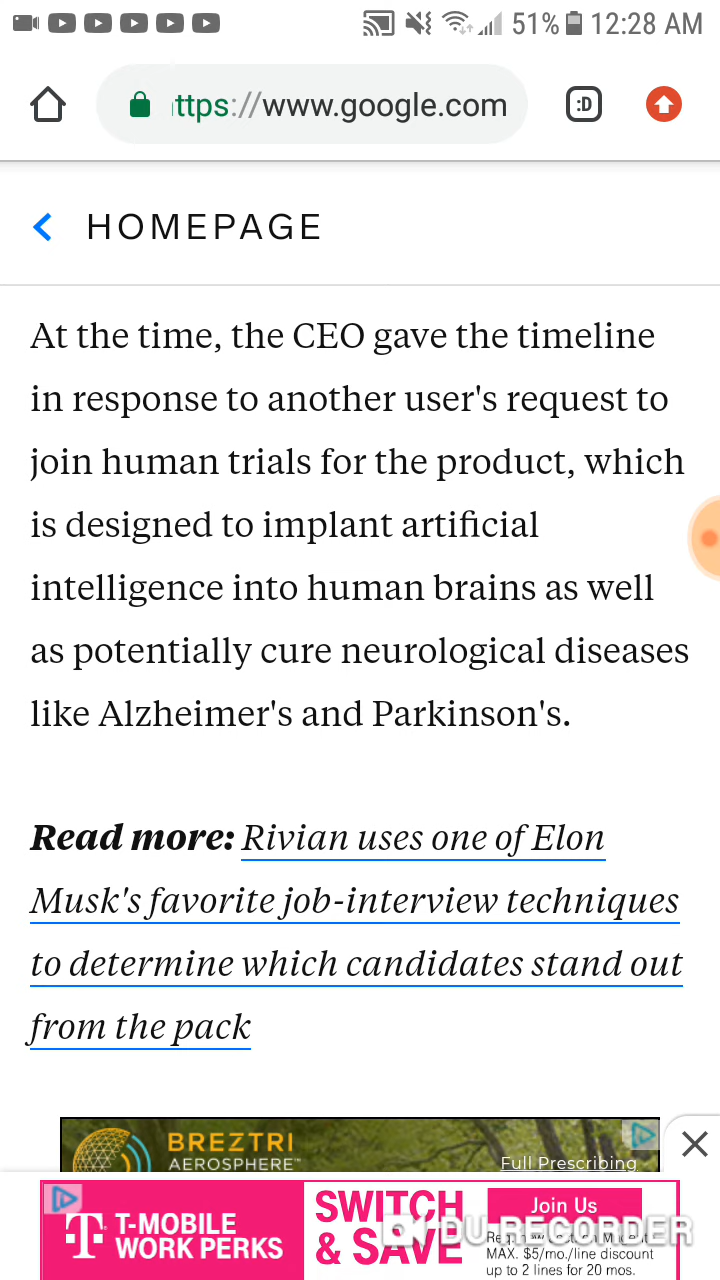 51% 12:28 AM
ttps://www.google.com
:D
HOMEPAGE
At the time, the CEO gave the timeline
in response to another user's request to
join human trials for the product, which
is designed to implant artificial
intelligence into human brains as well
as potentially cure neurological diseases
like Alzheimer's and Parkinson's.
Read more: Rivian uses one of Elon
Musk's favorite job-interview techniques
to determine which candidates stand out
from the pack
BREZTRI
AEROSPHERE™
Full Prescribing
T T-MOBILE
WORK PERKS
SWITCH
& SAVE
Join Us
DU RECORDER
MAX. $5/mo./line discount
up to 2 lines for 20 mos.